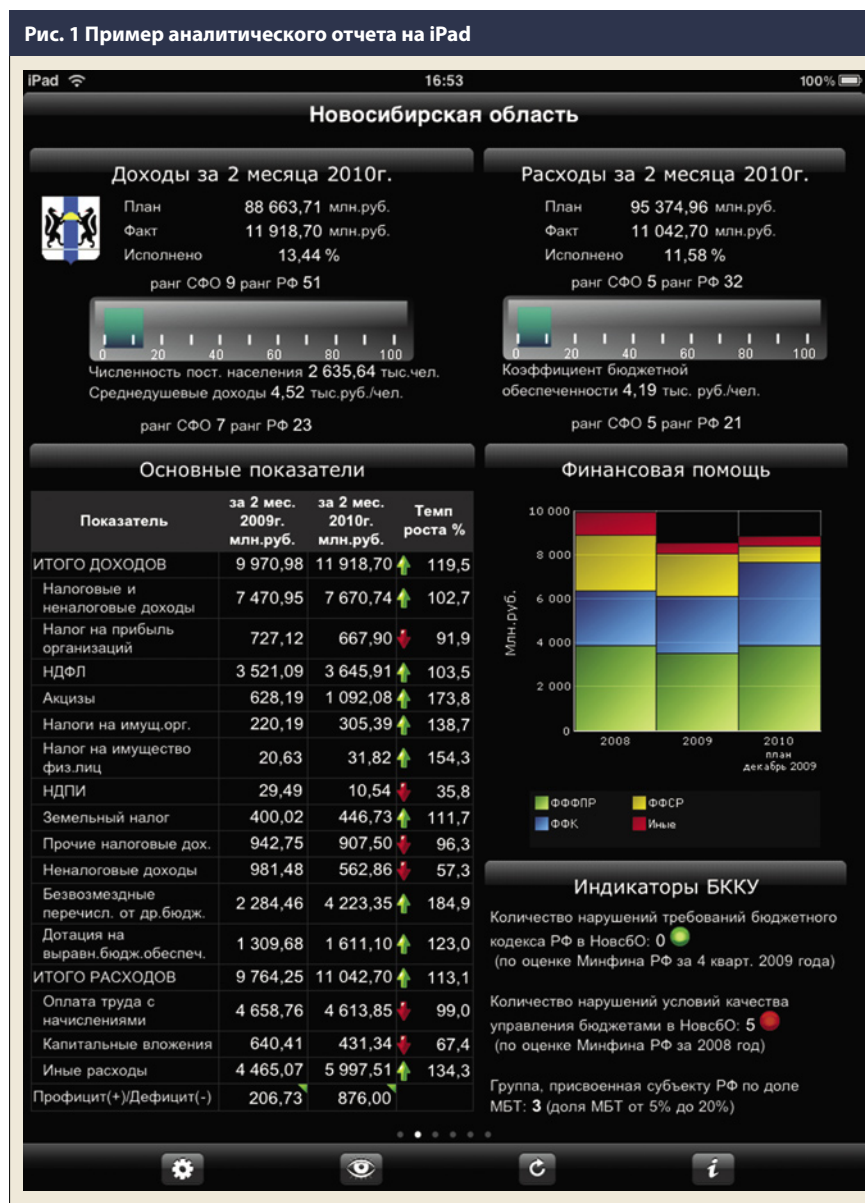 Рис. 1 Пример аналитического отчета на iPad
iPad 16:53 100%
Новосибирская область
Доходы за 2 месяца 2010г.
План 88 663,71 млн.руб.
Факт 11 918,70 млн.руб.
Исполнено 13,44 %
ранг СФО 9 ранг РФ 51
0 20 40 60 80 100
Численность пост. населения 2 635,64 тыс.чел.
Среднедушевые доходы 4,52 тыс.руб./чел.
ранг СФО 7 ранг РФ 23
Расходы за 2 месяца 2010г.
План 95 374,96 млн.руб.
Факт 11 042,70 млн.руб.
Исполнено 11,58 %
ранг СФО 5 ранг РФ 32
0 20 40 60 80 100
Коэффициент бюджетной
обеспеченности 4,19 тыс. руб./чел.
ранг СФО 5 ранг РФ 21
Основные показатели
Показатель за 2 мес. 2009г. млн.руб. за 2 мес. 2010г. млн.руб. Темп роста %
ИТОГО ДОХОДОВ 9 970,98 11 918,70 119,5
Налоговые и неналоговые доходы 7 470,95 7 670,74 102,7
Налог на прибыль организаций 727,12 667,90 91,9
НДФЛ 3 521,09 3 645,91 103,5
Акцизы 628,19 1 092,08 173,8
Налоги на имущ.орг. 220,19 305,39 138,7
Налог на имущество физ.лиц 20,63 31,82 154,3
НДПИ 29,49 10,54 35,8
Земельный налог 400,02 446,73 111,7
Прочие налоговые дох. 942,75 907,50 96,3
Неналоговые доходы 981,48 562,86 57,3
Безвозмездные перечисл. от др.бюдж. 2 284,46 4 223,35 184,9
Дотация на выравн.бюдж.обеспеч. 1 309,68 1 611,10 123,0
ИТОГО РАСХОДОВ 9 764,25 11 042,70 113,1
Оплата труда с начислениями 4 658,76 4 613,85 99,0
Капитальные вложения 640,41 431,34 67,4
Иные расходы 4 465,07 5 997,51 134,3
Профицит(+)/Дефицит(-) 206,73 876,00
Финансовая помощь
Млн.руб.
10 000
8 000
6 000
4 000
2 000
0
2008 2009 2010
план
декабрь 2009
ФФФПР ФФСР
ФФК Иные
Индикаторы БККУ
Количество нарушений требований бюджетного
кодекса РФ в НовсбО: 0
(по оценке Минфина РФ за 4 кварт. 2009 года)
Количество нарушений условий качества
управления бюджетами в НовсбО: 5
(по оценке Минфина РФ за 2008 год)
Группа, присвоенная субъекту РФ по доле
МБТ: 3 (доля МБТ от 5% до 20%)
i